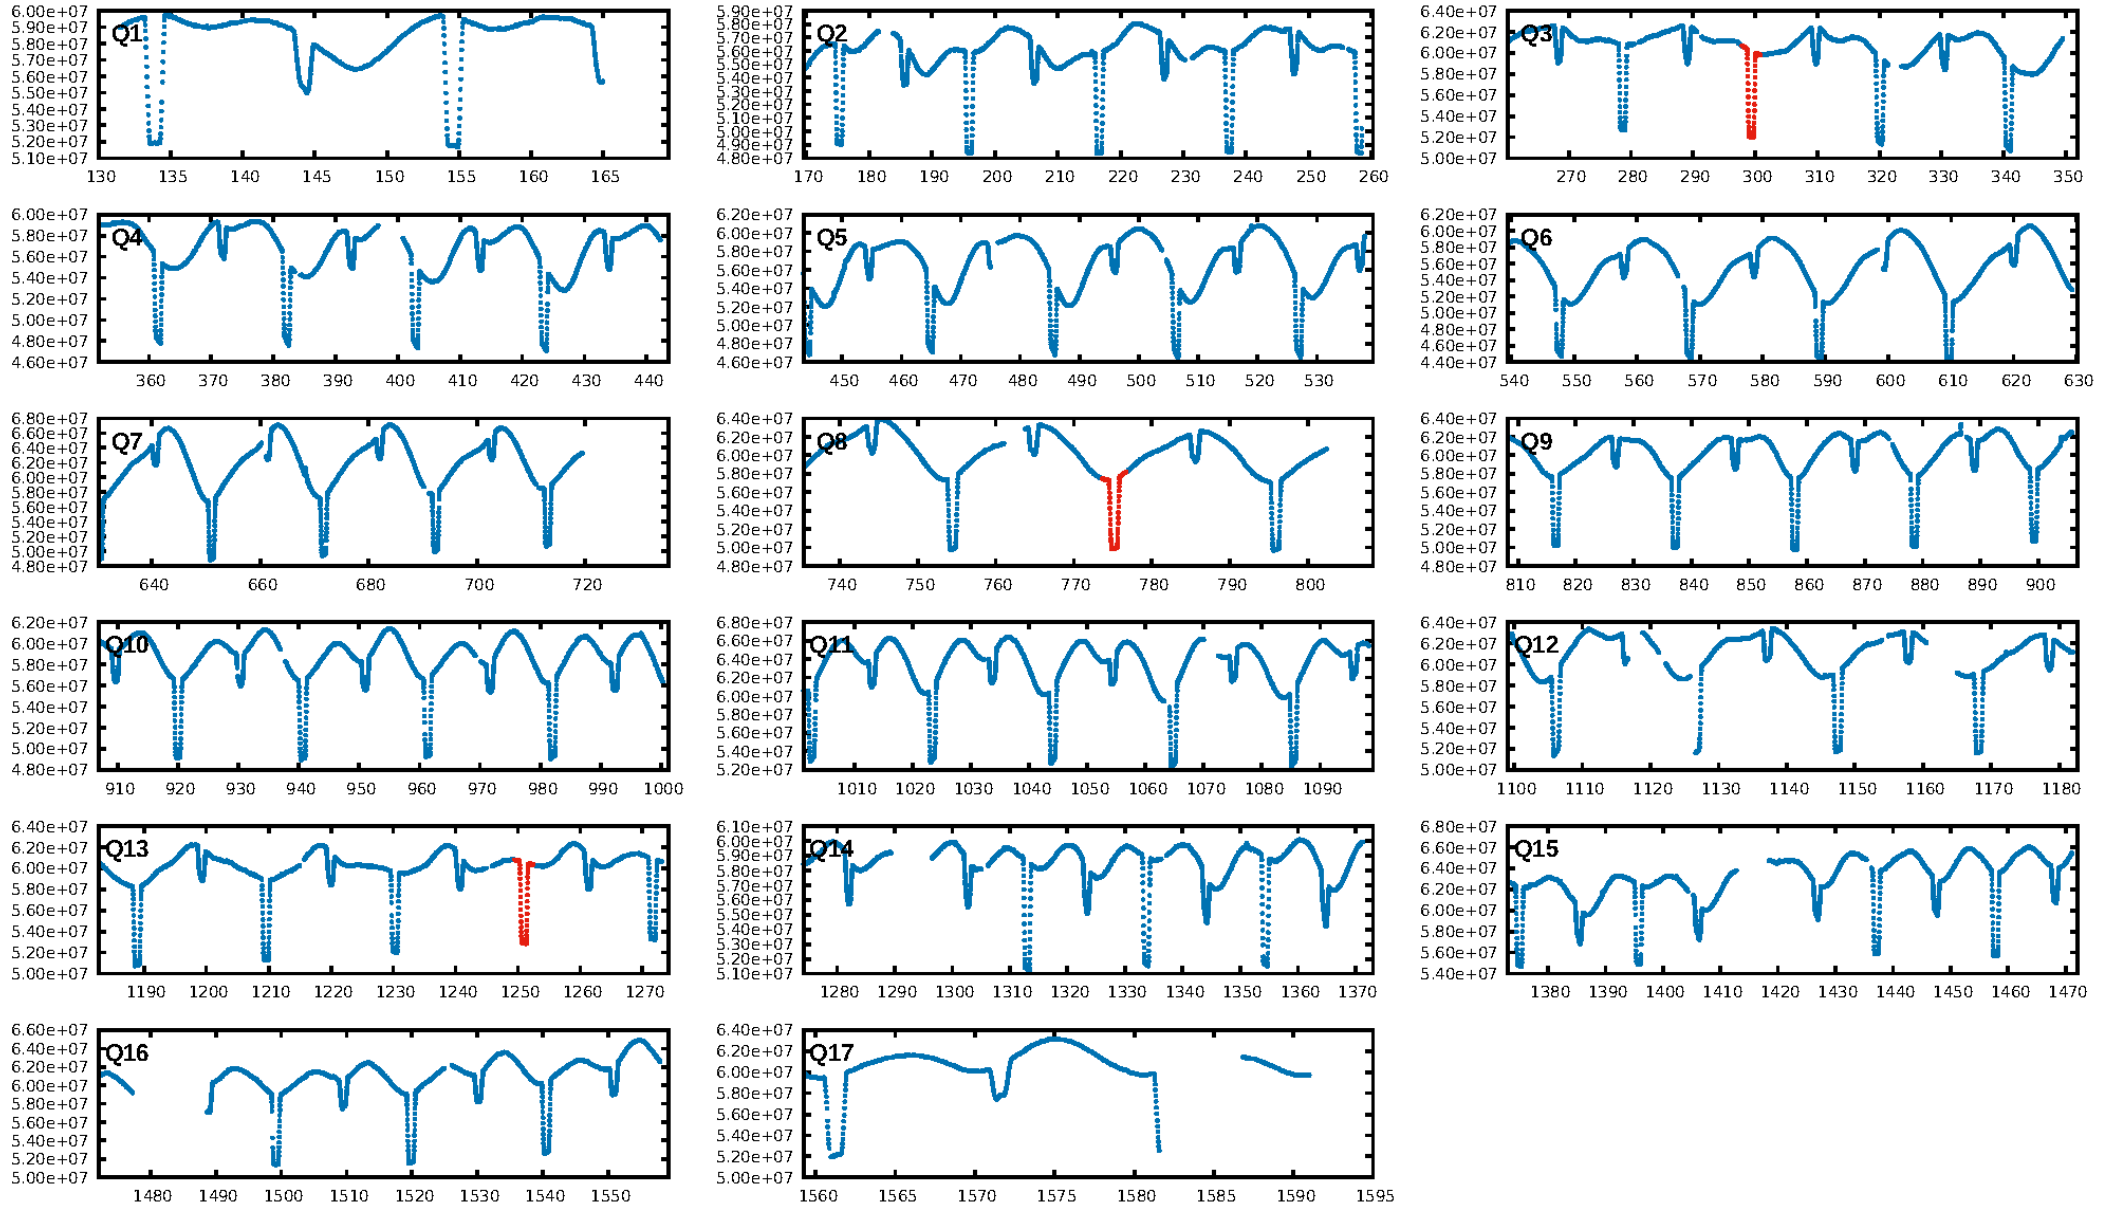 6.00e+07
5.90e+07
5.80e+07
5.70e+07
5.60e+07
5.50e+07
5.40e+07
5.30e+07
5.20e+07
5.10e+07
Q1
130 135 140 145 150 155 160 165
5.90e+07
5.80e+07
5.70e+07
5.60e+07
5.50e+07
5.40e+07
5.30e+07
5.20e+07
5.10e+07
5.00e+07
4.90e+07
4.80e+07
Q2
170 180 190 200 210 220 230 240 250 260
6.40e+07
6.20e+07
6.00e+07
5.80e+07
5.60e+07
5.40e+07
5.20e+07
5.00e+07
Q3
270 280 290 300 310 320 330 340 350
6.00e+07
5.80e+07
5.60e+07
5.40e+07
5.20e+07
5.00e+07
4.80e+07
4.60e+07
Q4
360 370 380 390 400 410 420 430 440
6.20e+07
6.00e+07
5.80e+07
5.60e+07
5.40e+07
5.20e+07
5.00e+07
4.80e+07
4.60e+07
Q5
450 460 470 480 490 500 510 520 530
6.20e+07
6.00e+07
5.80e+07
5.60e+07
5.40e+07
5.20e+07
5.00e+07
4.80e+07
4.60e+07
4.40e+07
Q6
540 550 560 570 580 590 600 610 620 630
6.80e+07
6.60e+07
6.40e+07
6.20e+07
6.00e+07
5.80e+07
5.60e+07
5.40e+07
5.20e+07
5.00e+07
4.80e+07
Q7
640 660 680 700 720
6.40e+07
6.20e+07
6.00e+07
5.80e+07
5.60e+07
5.40e+07
5.20e+07
5.00e+07
4.80e+07
Q8
740 750 760 770 780 790 800
6.40e+07
6.20e+07
6.00e+07
5.80e+07
5.60e+07
5.40e+07
5.20e+07
5.00e+07
4.80e+07
Q9
810 820 830 840 850 860 870 880 890 900
6.20e+07
6.00e+07
5.80e+07
5.60e+07
5.40e+07
5.20e+07
5.00e+07
4.80e+07
Q10
910 920 930 940 950 960 970 980 990 1000
6.80e+07
6.60e+07
6.40e+07
6.20e+07
6.00e+07
5.80e+07
5.60e+07
5.40e+07
5.20e+07
Q11
1010 1020 1030 1040 1050 1060 1070 1080 1090
6.40e+07
6.20e+07
6.00e+07
5.80e+07
5.60e+07
5.40e+07
5.20e+07
5.00e+07
Q12
1100 1110 1120 1130 1140 1150 1160 1170 1180
6.40e+07
6.20e+07
6.00e+07
5.80e+07
5.60e+07
5.40e+07
5.20e+07
5.00e+07
Q13
1190 1200 1210 1220 1230 1240 1250 1260 1270
6.10e+07
6.00e+07
5.90e+07
5.80e+07
5.70e+07
5.60e+07
5.50e+07
5.40e+07
5.30e+07
5.20e+07
5.10e+07
Q14
1280 1290 1300 1310 1320 1330 1340 1350 1360 1370
6.80e+07
6.60e+07
6.40e+07
6.20e+07
6.00e+07
5.80e+07
5.60e+07
5.40e+07
Q15
1380 1390 1400 1410 1420 1430 1440 1450 1460 1470
6.60e+07
6.40e+07
6.20e+07
6.00e+07
5.80e+07
5.60e+07
5.40e+07
5.20e+07
5.00e+07
Q16
1480 1490 1500 1510 1520 1530 1540 1550
6.40e+07
6.20e+07
6.00e+07
5.80e+07
5.60e+07
5.40e+07
5.20e+07
5.00e+07
Q17
1560 1565 1570 1575 1580 1585 1590 1595